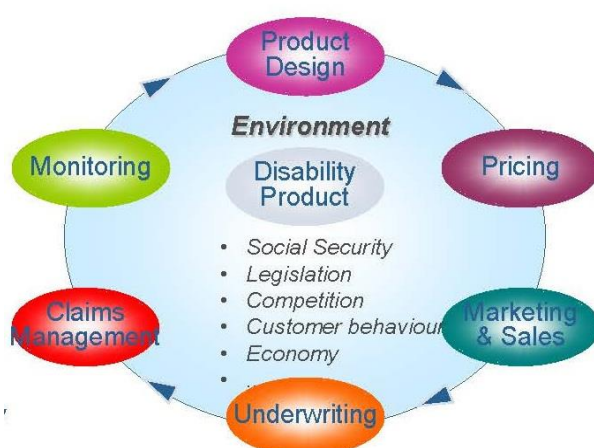 Product
Design
Environment
Monitoring
Disability
Product
Pricing
• Social Security
• Legislation
• Competition
• Customer behaviour
• Economy
• ...
Claims
Management
Marketing
& Sales
Underwriting